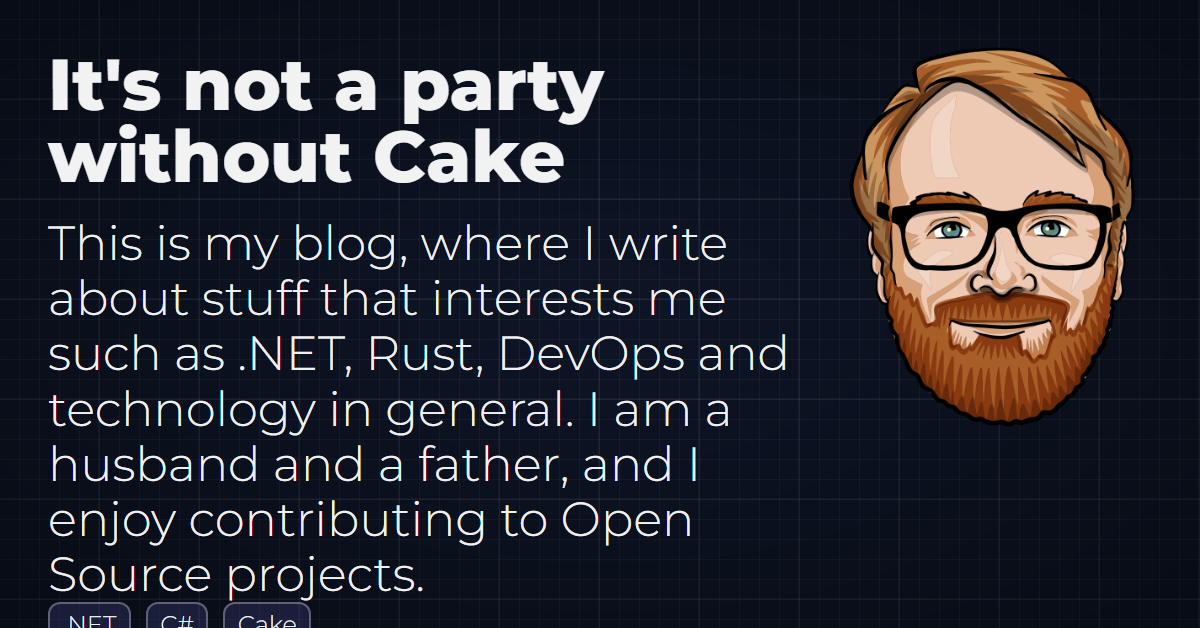 It's not a party
without Cake
This is my blog, where I write
about stuff that interests me
such as .NET, Rust, DevOps and
technology in general. I am a
husband and a father, and I
enjoy contributing to Open
Source projects.
.NET C# Cake